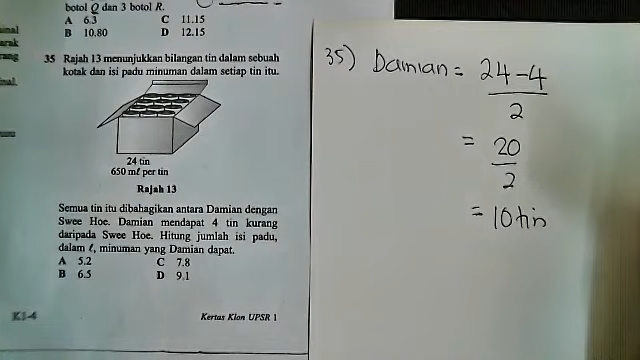 botol Q dan 3 botol R.
A 6.3 C 11.15
B 10.80 D 12.15
35 Rajah 13 menunjukkan bilangan tin dalam sebuah
kotak dan isi padu minuman dalam setiap tin itu.
24 tin
650 mℓ per tin
Rajah 13
Semua tin itu dibahagikan antara Damian dengan
Swee Hoe. Damian mendapat 4 tin kurang
daripada Swee Hoe. Hitung jumlah isi padu,
dalam ℓ, minuman yang Damian dapat.
A 5.2 C 7.8
B 6.5 D 9.1
K1-4
Kertas Klon UPSR 1
35) Damian = 24-4
2
= 20
2
= 10 tin